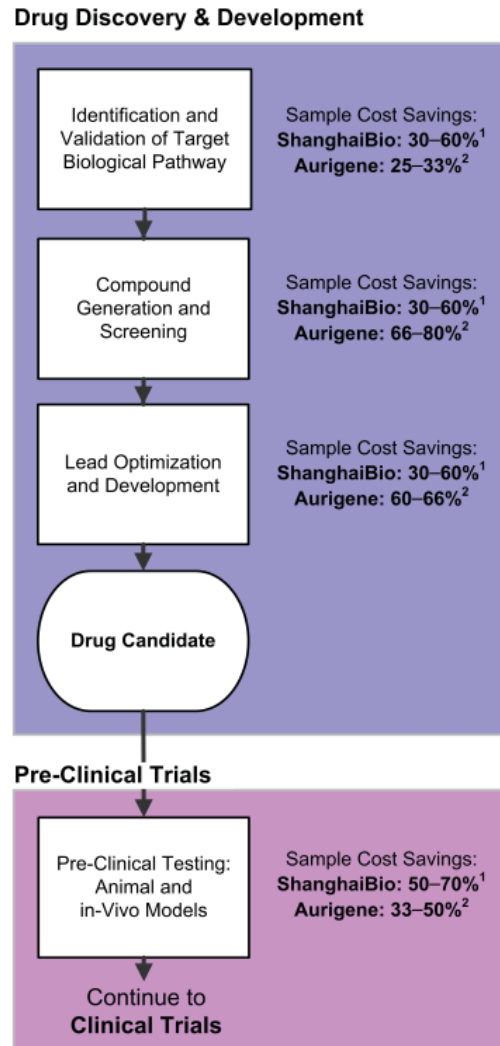 Drug Discovery & Development
Identification and
Validation of Target
Biological Pathway
Sample Cost Savings:
ShanghaiBio: 30–60%¹
Aurigene: 25–33%²
Compound
Generation and
Screening
Sample Cost Savings:
ShanghaiBio: 30–60%¹
Aurigene: 66–80%²
Lead Optimization
and Development
Sample Cost Savings:
ShanghaiBio: 30–60%¹
Aurigene: 60–66%²
Drug Candidate
Pre-Clinical Trials
Pre-Clinical Testing:
Animal and
in-Vivo Models
Sample Cost Savings:
ShanghaiBio: 50–70%¹
Aurigene: 33–50%²
Continue to
Clinical Trials